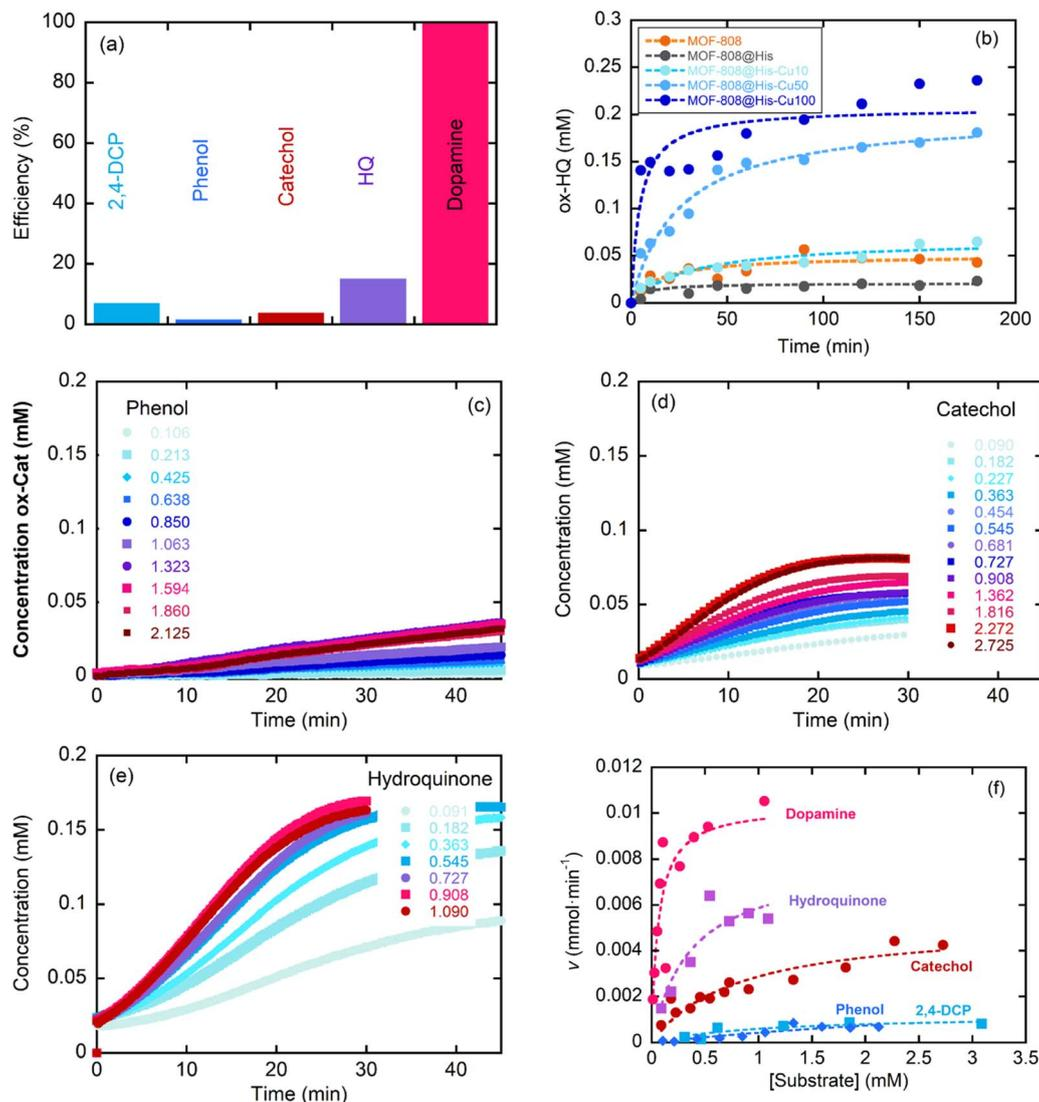 (a)
Efficiency (%)
100
80
60
40
20
0
2,4-DCP
Phenol
Catechol
HQ
Dopamine
(b)
ox-HQ (mM)
0.3
0.25
0.2
0.15
0.1
0.05
0
MOF-808
MOF-808@His
MOF-808@His-Cu10
MOF-808@His-Cu50
MOF-808@His-Cu100
0 50 100 150 200
Time (min)
(c)
Concentration ox-Cat (mM)
0.2
0.15
0.1
0.05
0
Phenol
0.106
0.213
0.425
0.638
0.850
1.063
1.323
1.594
1.860
2.125
0 10 20 30 40
Time (min)
(d)
Concentration (mM)
0.2
0.15
0.1
0.05
0
Catechol
0.090
0.182
0.227
0.363
0.454
0.545
0.681
0.727
0.908
1.362
1.816
2.272
2.725
0 10 20 30 40
Time (min)
(e)
Concentration (mM)
0.2
0.15
0.1
0.05
0
Hydroquinone
0.091
0.182
0.363
0.545
0.727
0.908
1.090
0 10 20 30 40
Time (min)
(f)
v (mmol·min⁻¹)
0.012
0.01
0.008
0.006
0.004
0.002
0
Dopamine
Hydroquinone
Catechol
Phenol 2,4-DCP
0 0.5 1 1.5 2 2.5 3 3.5
[Substrate] (mM)